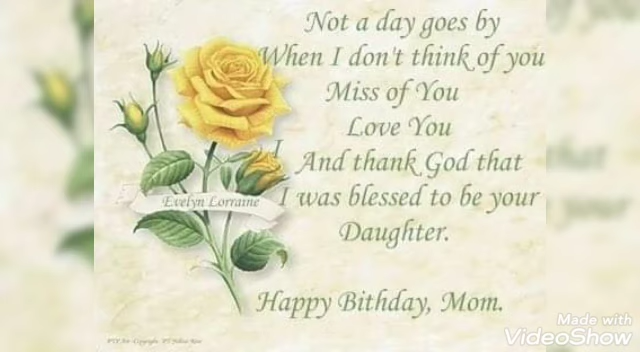 Not a day goes by
When I don't think of you
Miss of You
Love You
I
And thank God that
I was blessed to be your
Daughter.
Happy Bithday, Mom.
Evelyn Lorraine
Made with
VideoShow